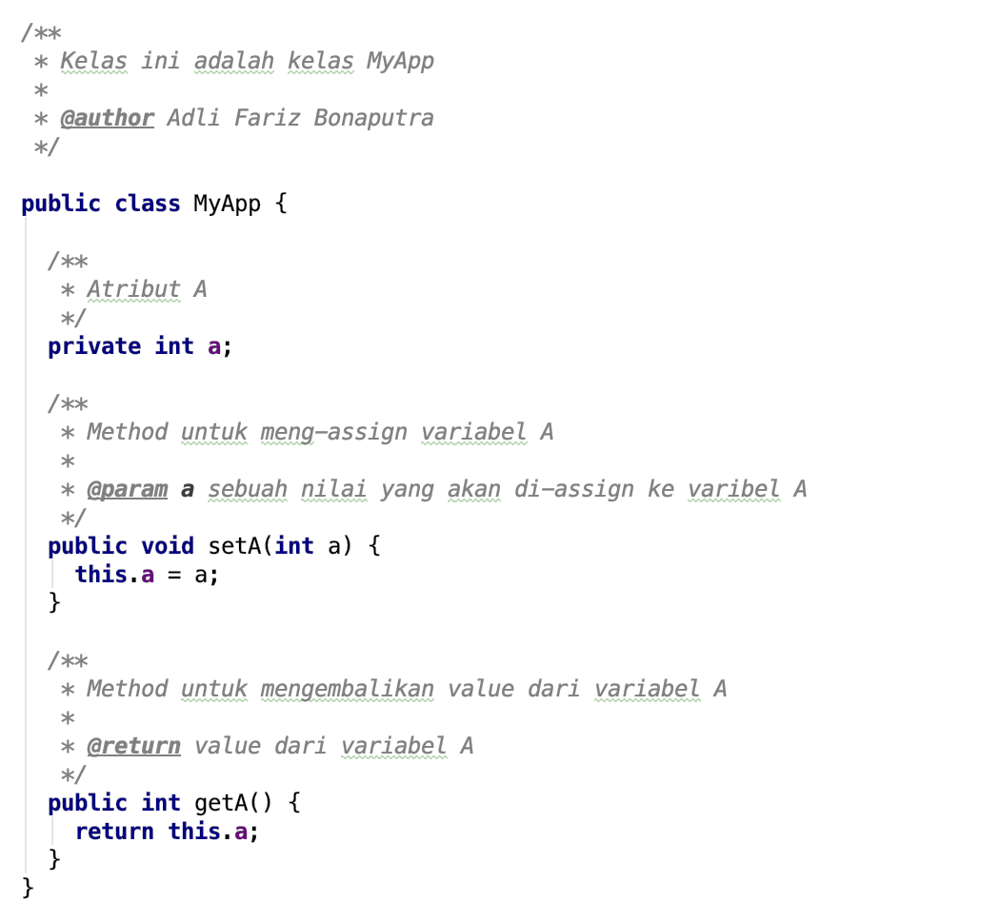 /**
 * Kelas ini adalah kelas MyApp
 *
 * @author Adli Fariz Bonaputra
 */
public class MyApp {
  /**
   * Atribut A
   */
  private int a;
  /**
   * Method untuk meng-assign variabel A
   *
   * @param a sebuah nilai yang akan di-assign ke varibel A
   */
  public void setA(int a) {
    this.a = a;
  }
  /**
   * Method untuk mengembalikan value dari variabel A
   *
   * @return value dari variabel A
   */
  public int getA() {
    return this.a;
  }
}